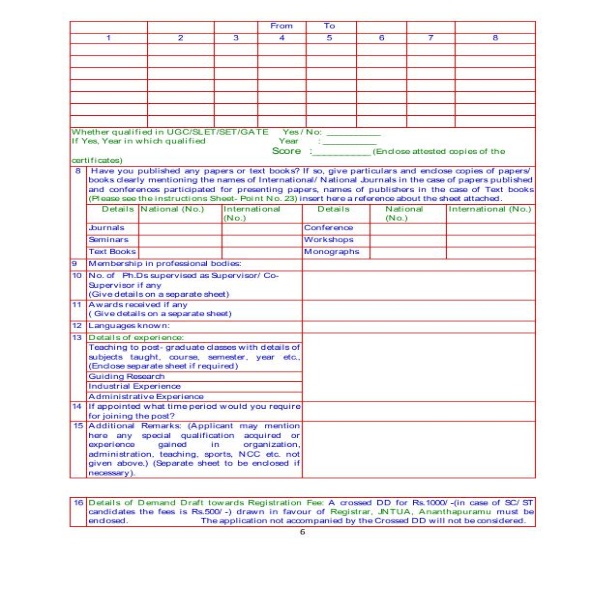 From To
1 2 3 4 5 6 7 8
Whether qualified in UGC/SLET/SET/GATE Yes / No: __________
If Yes, Year in which qualified Year : __________
Score :__________ (Enclose attested copies of the
certificates)
8 Have you published any papers or text books? If so, give particulars and enclose copies of papers/
books clearly mentioning the names of International/ National Journals in the case of papers published
and conferences participated for presenting papers, names of publishers in the case of Text books
(Please see the instructions Sheet- Point No. 23) insert here a reference about the sheet attached.
Details National (No.) International Details National International (No.)
(No.) (No.)
Journals Conference
Seminars Workshops
Text Books Monographs
9 Membership in professional bodies:
10 No. of Ph.Ds supervised as Supervisor/ Co-
Supervisor if any
(Give details on a separate sheet)
11 Awards received if any
( Give details on a separate sheet)
12 Languages known:
13 Details of experience:
Teaching to post- graduate classes with details of
subjects taught, course, semester, year etc.,
(Enclose separate sheet if required)
Guiding Research
Industrial Experience
Administrative Experience
14 If appointed what time period would you require
for joining the post?
15 Additional Remarks: (Applicant may mention
here any special qualification acquired or
experience gained in organization,
administration, teaching, sports, NCC etc. not
given above.) (Separate sheet to be enclosed if
necessary).
16 Details of Demand Draft towards Registration Fee: A crossed DD for Rs.1000/ -(in case of SC/ ST
candidates the fees is Rs.500/ -) drawn in favour of Registrar, JNTUA, Ananthapuramu must be
enclosed. The application not accompanied by the Crossed DD will not be considered.
6